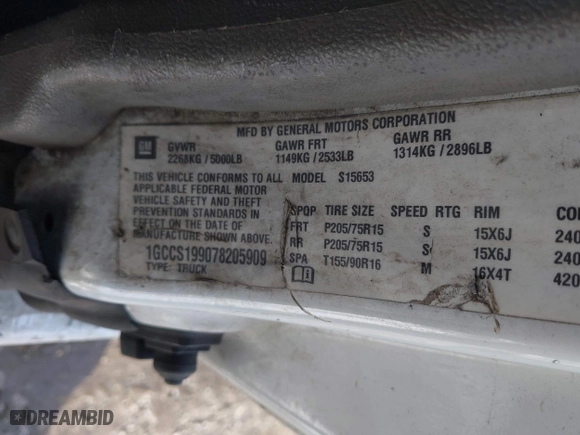 MFD BY GENERAL MOTORS CORPORATION
GM
GVWR GAWR FRT GAWR RR
2268KG / 5000LB 1149KG / 2533LB 1314KG / 2896LB
THIS VEHICLE CONFORMS TO ALL MODEL S15653
APPLICABLE FEDERAL MOTOR
VEHICLE SAFETY AND THEFT
PREVENTION STANDARDS IN
EFFECT ON THE DATE OF
MANUFACTURE SHOWN ABOVE.
1GCCS199078205909
TYPE: TRUCK
SPOP TIRE SIZE SPEED RTG RIM CO
FRT P205/75R15 S 15X6J 240
RR P205/75R15 S 15X6J 240
SPA T155/90R16 M 16X4T 420
DREAMBID